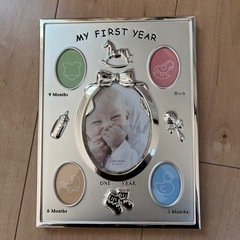 MY FIRST YEAR
9 Months
Birth
ONE YEAR
6 Months
3 Months